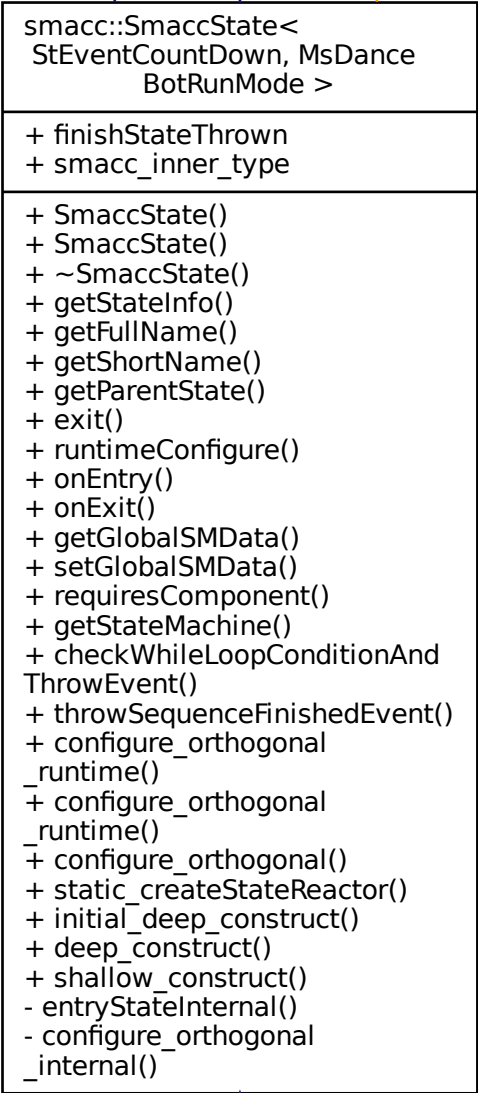 smacc::SmaccState<
StEventCountDown, MsDance
BotRunMode >
+ finishStateThrown
+ smacc_inner_type
+ SmaccState()
+ SmaccState()
+ ~SmaccState()
+ getStateInfo()
+ getFullName()
+ getShortName()
+ getParentState()
+ exit()
+ runtimeConfigure()
+ onEntry()
+ onExit()
+ getGlobalSMData()
+ setGlobalSMData()
+ requiresComponent()
+ getStateMachine()
+ checkWhileLoopConditionAnd
ThrowEvent()
+ throwSequenceFinishedEvent()
+ configure_orthogonal
_runtime()
+ configure_orthogonal
_runtime()
+ configure_orthogonal()
+ static_createStateReactor()
+ initial_deep_construct()
+ deep_construct()
+ shallow_construct()
- entryStateInternal()
- configure_orthogonal
_internal()